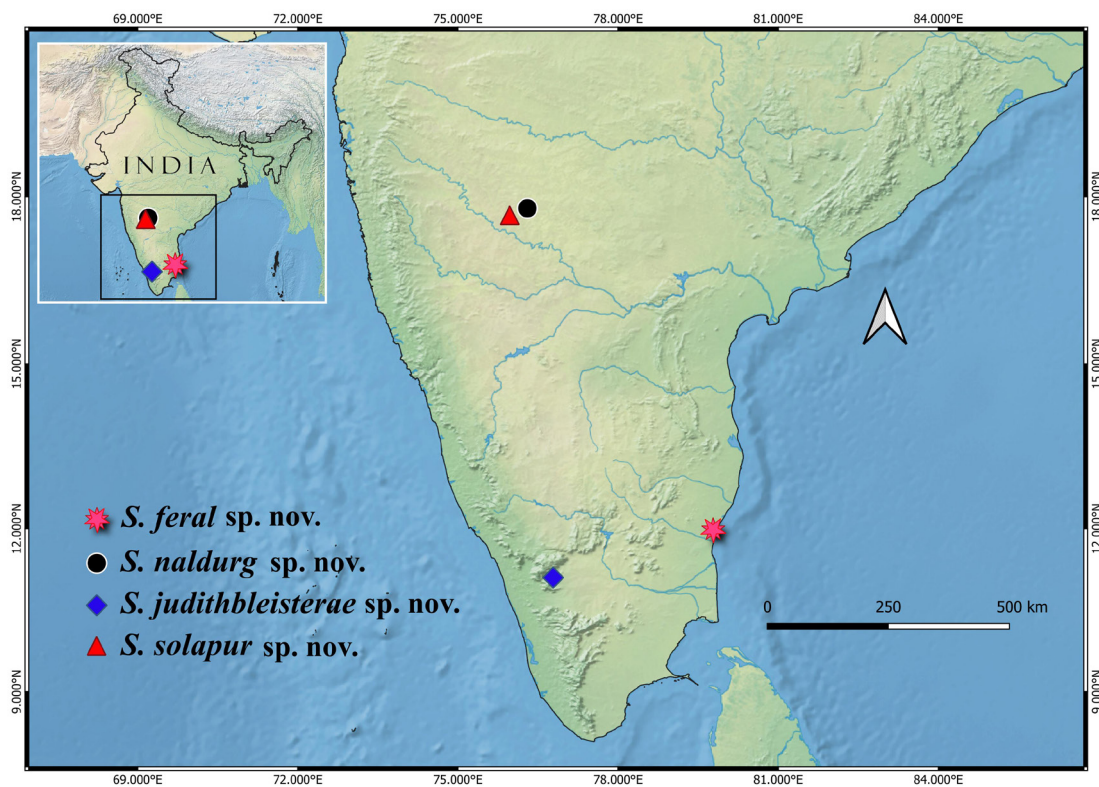 69.000°E 72.000°E 75.000°E 78.000°E 81.000°E 84.000°E
INDIA
18.000°N 18.000°N
15.000°N 15.000°N
12.000°N 12.000°N
9.000°N 9.000°N
S. feral sp. nov.
S. naldurg sp. nov.
S. judithbleisterae sp. nov.
S. solapur sp. nov.
0 250 500 km
69.000°E 72.000°E 75.000°E 78.000°E 81.000°E 84.000°E